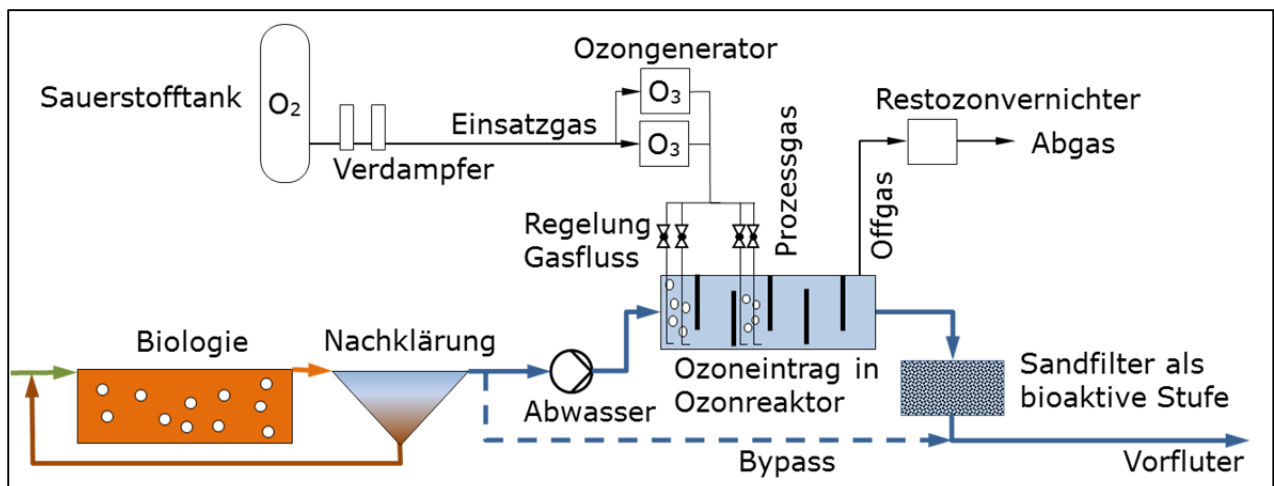 Sauerstofftank
O₂
Verdampfer
Einsatzgas
Ozongenerator
O₃
O₃
Regelung
Gasfluss
Prozessgas
Offgas
Restozonvernichter
Abgas
Biologie
Nachklärung
Abwasser
Ozoneintrag in
Ozonreaktor
Sandfilter als
bioaktive Stufe
Bypass
Vorfluter